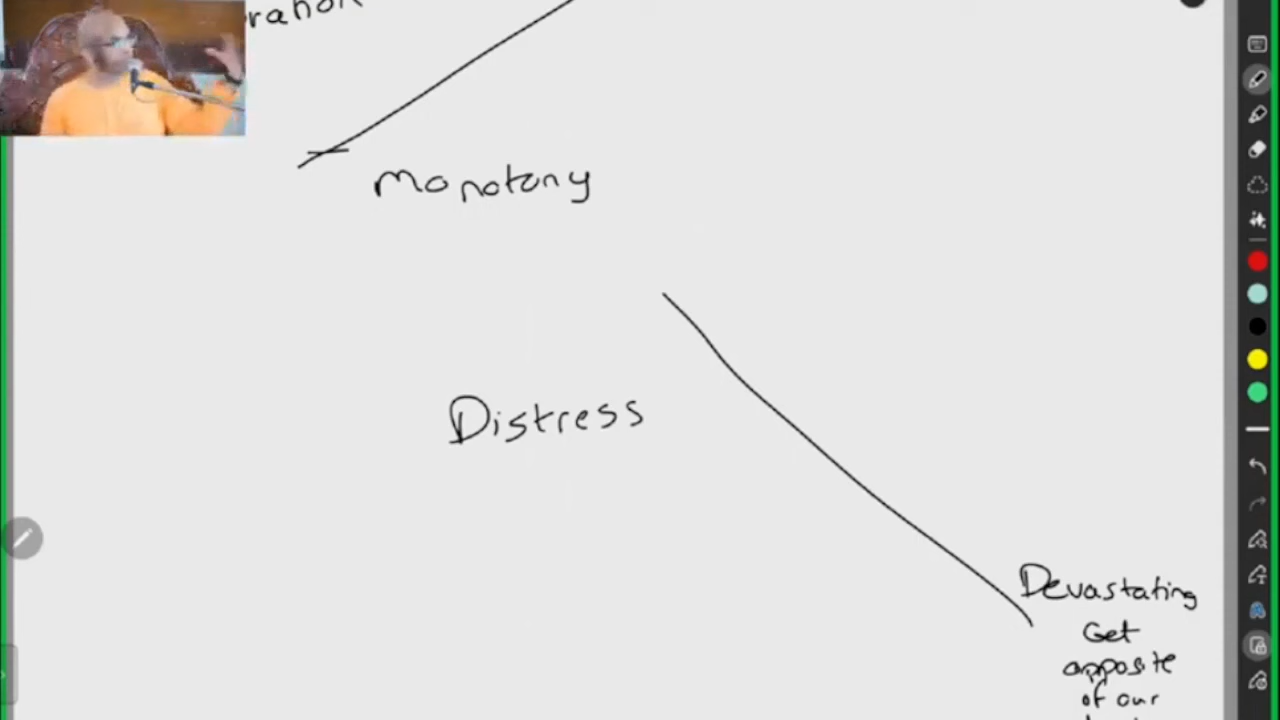 Monotony
Distress
Devastating
Get
opposite
of our